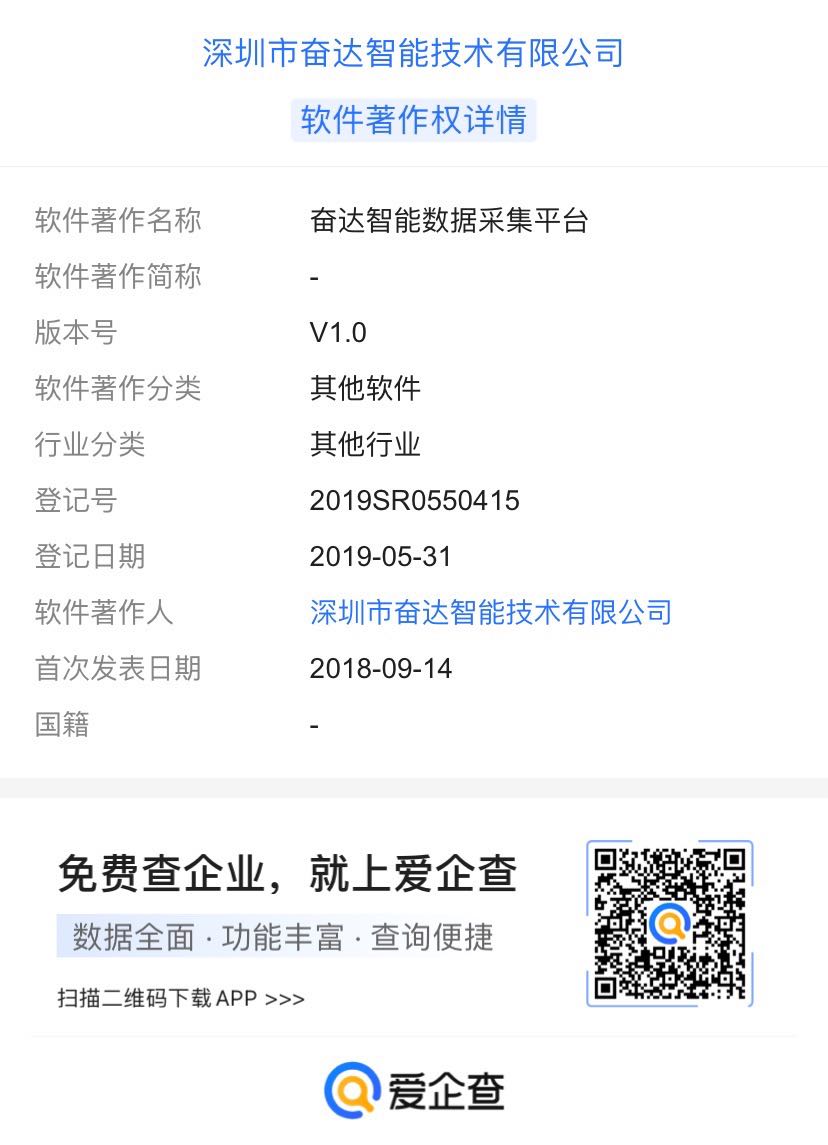 深圳市奋达智能技术有限公司
软件著作权详情
软件著作名称 奋达智能数据采集平台
软件著作简称 -
版本号 V1.0
软件著作分类 其他软件
行业分类 其他行业
登记号 2019SR0550415
登记日期 2019-05-31
软件著作人 深圳市奋达智能技术有限公司
首次发表日期 2018-09-14
国籍 -
免费查企业，就上爱企查
数据全面 · 功能丰富 · 查询便捷
扫描二维码下载APP >>>
爱企查